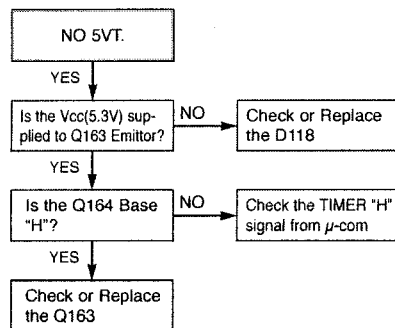 NO 5VT.
YES
Is the Vcc(5.3V) sup-
plied to Q163 Emittor?
NO
Check or Replace
the D118
YES
Is the Q164 Base
"H"?
NO
Check the TIMER "H"
signal from μ-com
YES
Check or Replace
the Q163